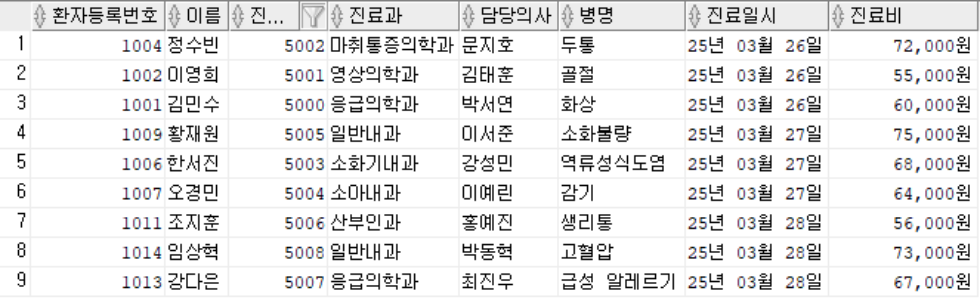 환자등록번호 이름 진... 진료과 담당의사 병명 진료일시 진료비
1 1004 정수빈 5002 마취통증의학과 문지호 두통 25년 03월 26일 72,000원
2 1002 이영희 5001 영상의학과 김태훈 골절 25년 03월 26일 55,000원
3 1001 김민수 5000 응급의학과 박서연 화상 25년 03월 26일 60,000원
4 1009 황재원 5005 일반내과 이서준 소화불량 25년 03월 27일 75,000원
5 1006 한서진 5003 소화기내과 강성민 역류성식도염 25년 03월 27일 68,000원
6 1007 오경민 5004 소아내과 이예린 감기 25년 03월 27일 64,000원
7 1011 조지훈 5006 산부인과 홍예진 생리통 25년 03월 28일 56,000원
8 1014 임상혁 5008 일반내과 박동혁 고혈압 25년 03월 28일 73,000원
9 1013 강다은 5007 응급의학과 최진우 급성 알레르기 25년 03월 28일 67,000원